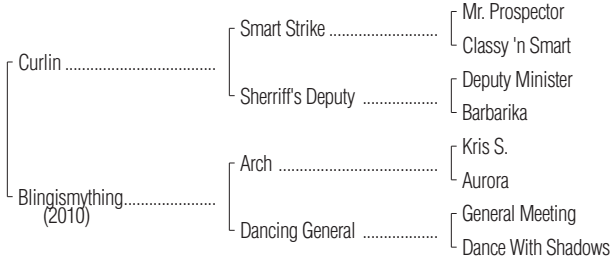 Mr. Prospector
Smart Strike ........................
Classy 'n Smart
Curlin ...................................
Deputy Minister
Sherriff's Deputy .................
Barbarika
Kris S.
Arch ....................................
Aurora
Blingismything.....................
(2010)
General Meeting
Dancing General .................
Dance With Shadows